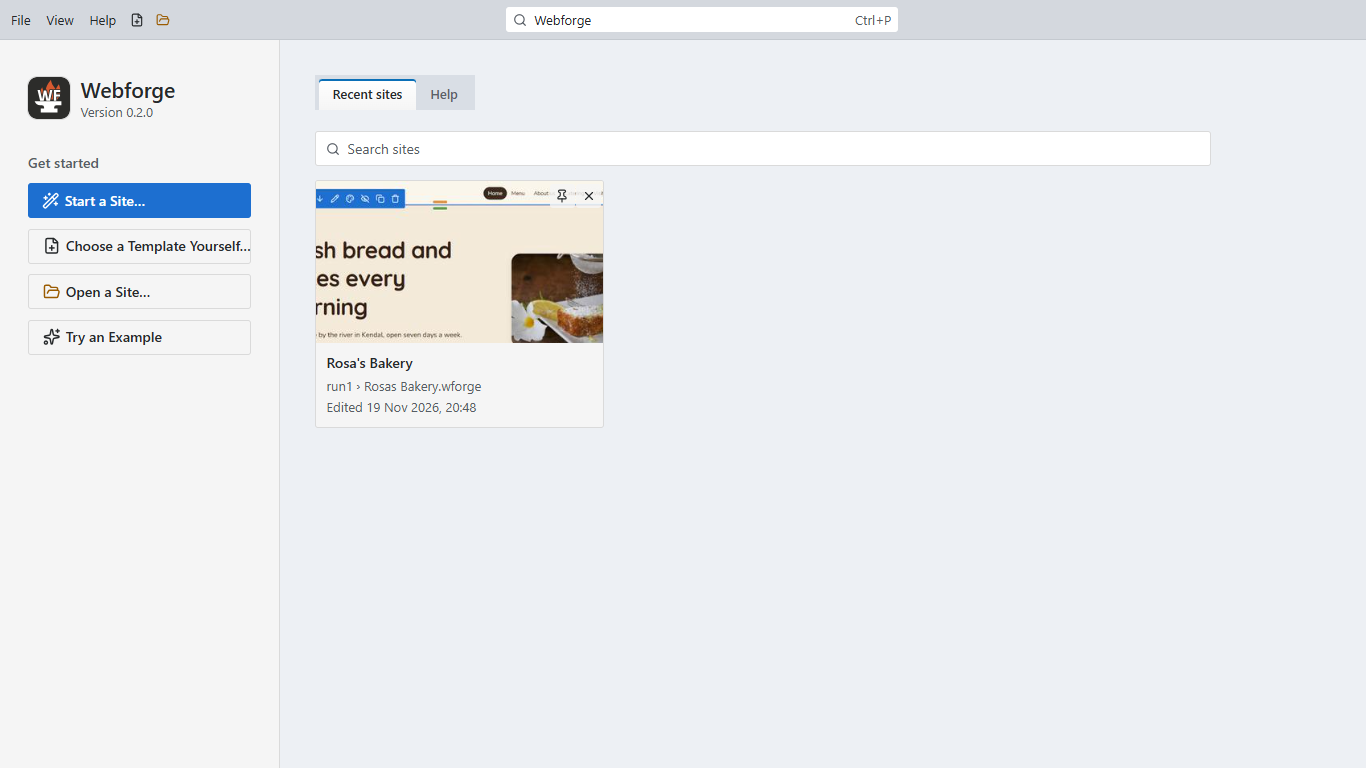 File View Help
Webforge Ctrl+P
WF
Webforge
Version 0.2.0
Get started
Start a Site...
Choose a Template Yourself...
Open a Site...
Try an Example
Recent sites Help
Search sites
Home Menu About
sh bread and
es every
rning
by the river in Kendal, open seven days a week.
Rosa's Bakery
run1 › Rosas Bakery.wforge
Edited 19 Nov 2026, 20:48